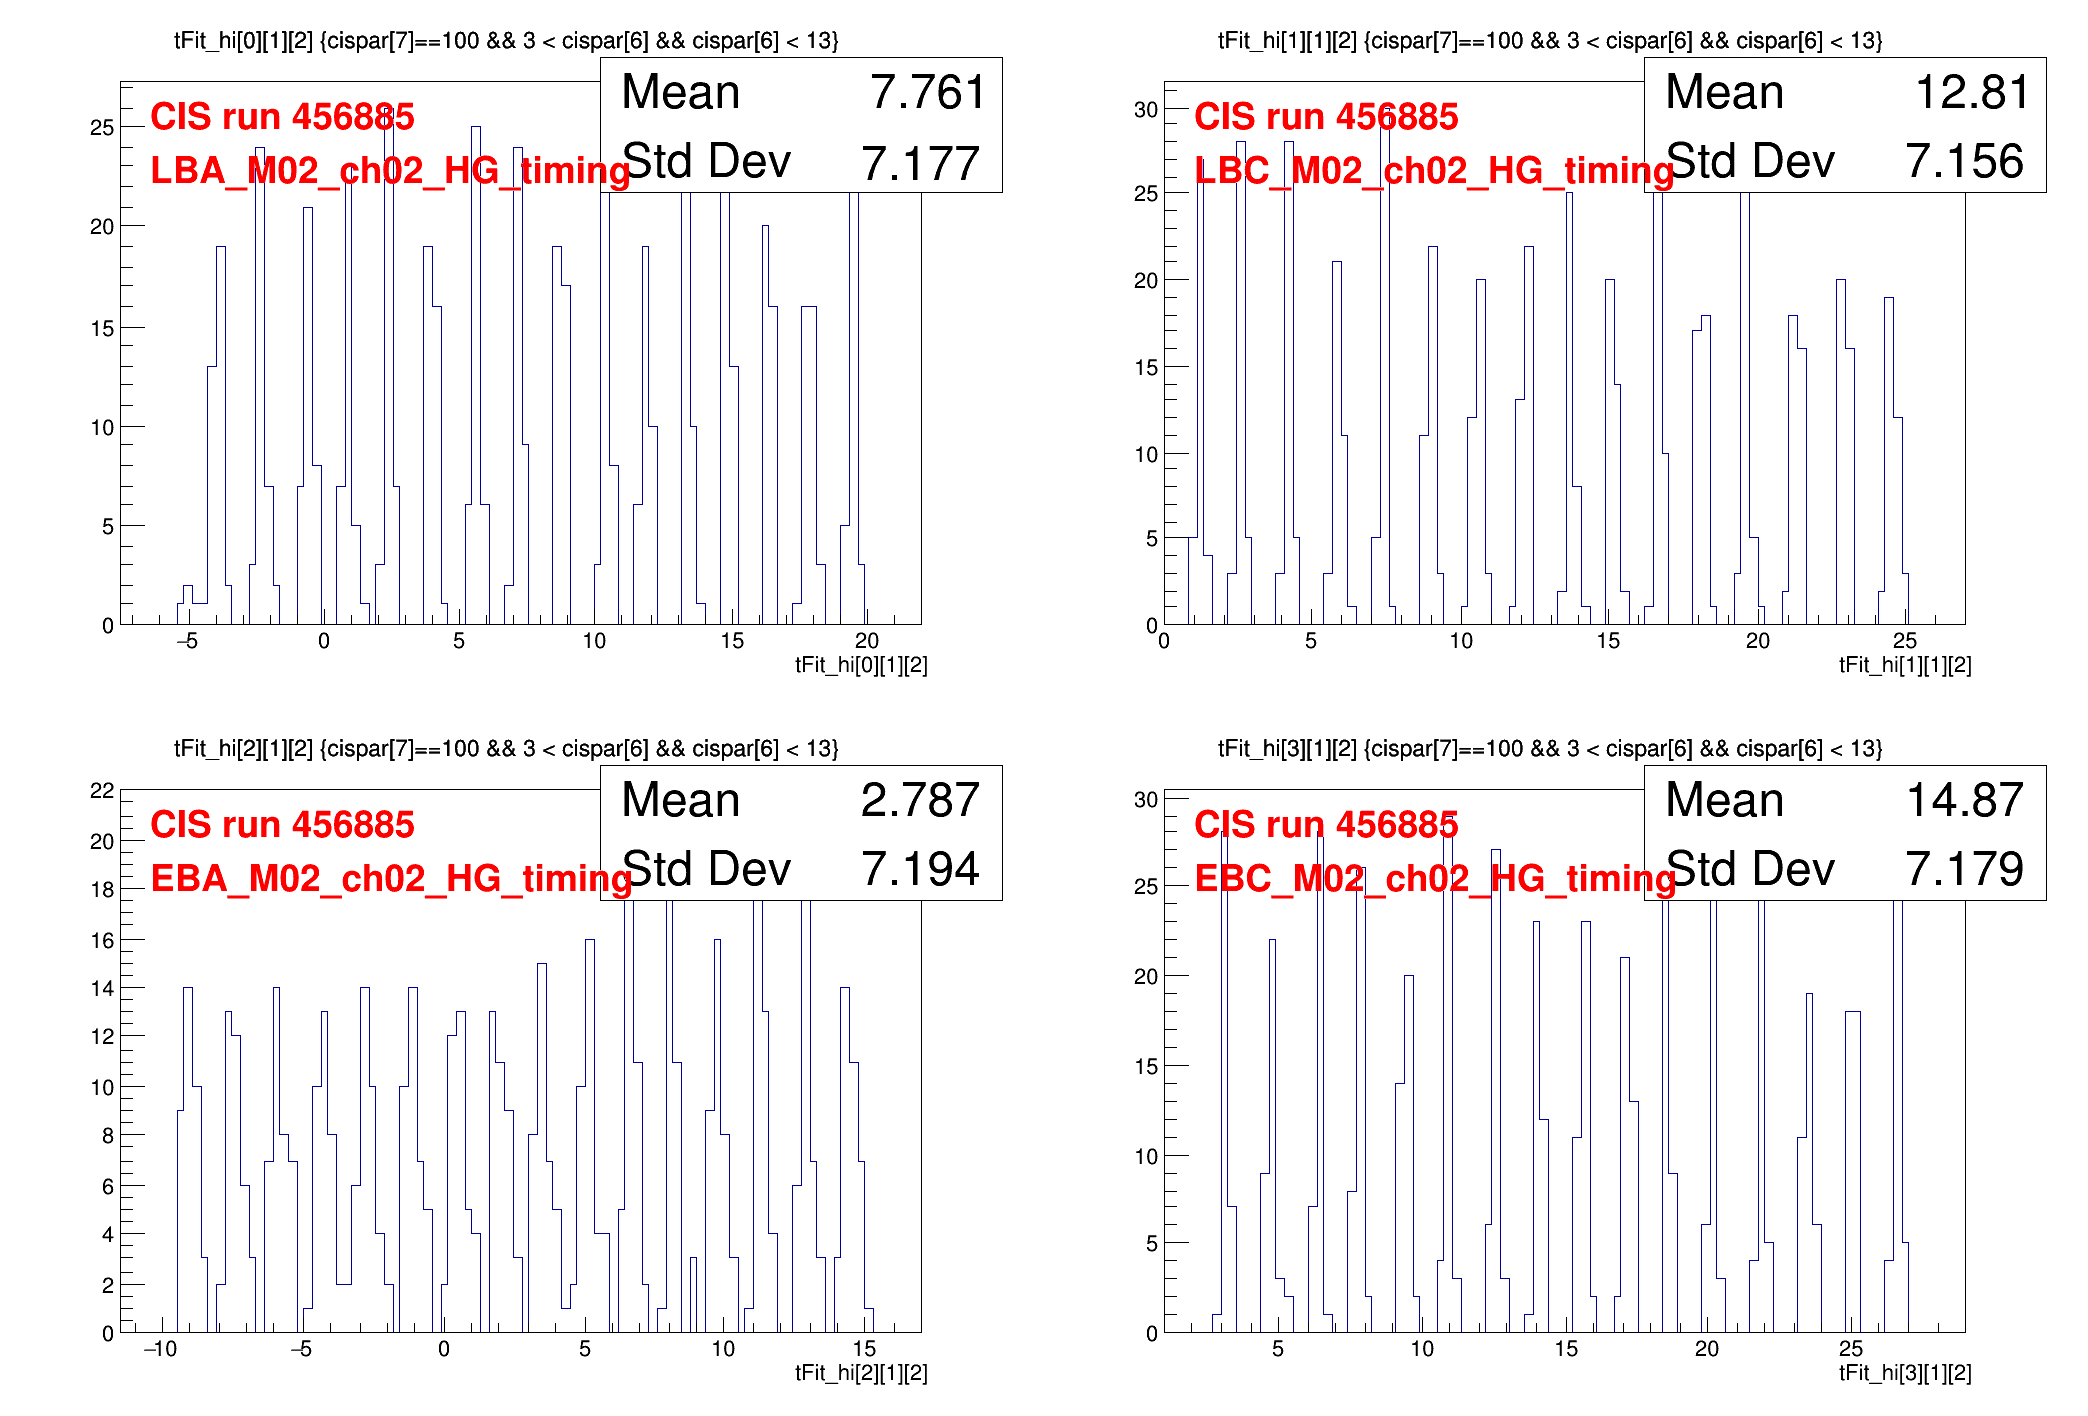 tFit_hi[0][1][2] {cispar[7]==100 && 3 < cispar[6] && cispar[6] < 13}
Mean 7.761
Std Dev 7.177
CIS run 456885
LBA_M02_ch02_HG_timing
25
20
15
10
5
0
−5 0 5 10 15 20
tFit_hi[0][1][2]
tFit_hi[1][1][2] {cispar[7]==100 && 3 < cispar[6] && cispar[6] < 13}
Mean 12.81
Std Dev 7.156
CIS run 456885
LBC_M02_ch02_HG_timing
30
25
20
15
10
5
0
0 5 10 15 20 25
tFit_hi[1][1][2]
tFit_hi[2][1][2] {cispar[7]==100 && 3 < cispar[6] && cispar[6] < 13}
Mean 2.787
Std Dev 7.194
CIS run 456885
EBA_M02_ch02_HG_timing
22
20
18
16
14
12
10
8
6
4
2
0
−10 −5 0 5 10 15
tFit_hi[2][1][2]
tFit_hi[3][1][2] {cispar[7]==100 && 3 < cispar[6] && cispar[6] < 13}
Mean 14.87
Std Dev 7.179
CIS run 456885
EBC_M02_ch02_HG_timing
30
25
20
15
10
5
0
5 10 15 20 25
tFit_hi[3][1][2]